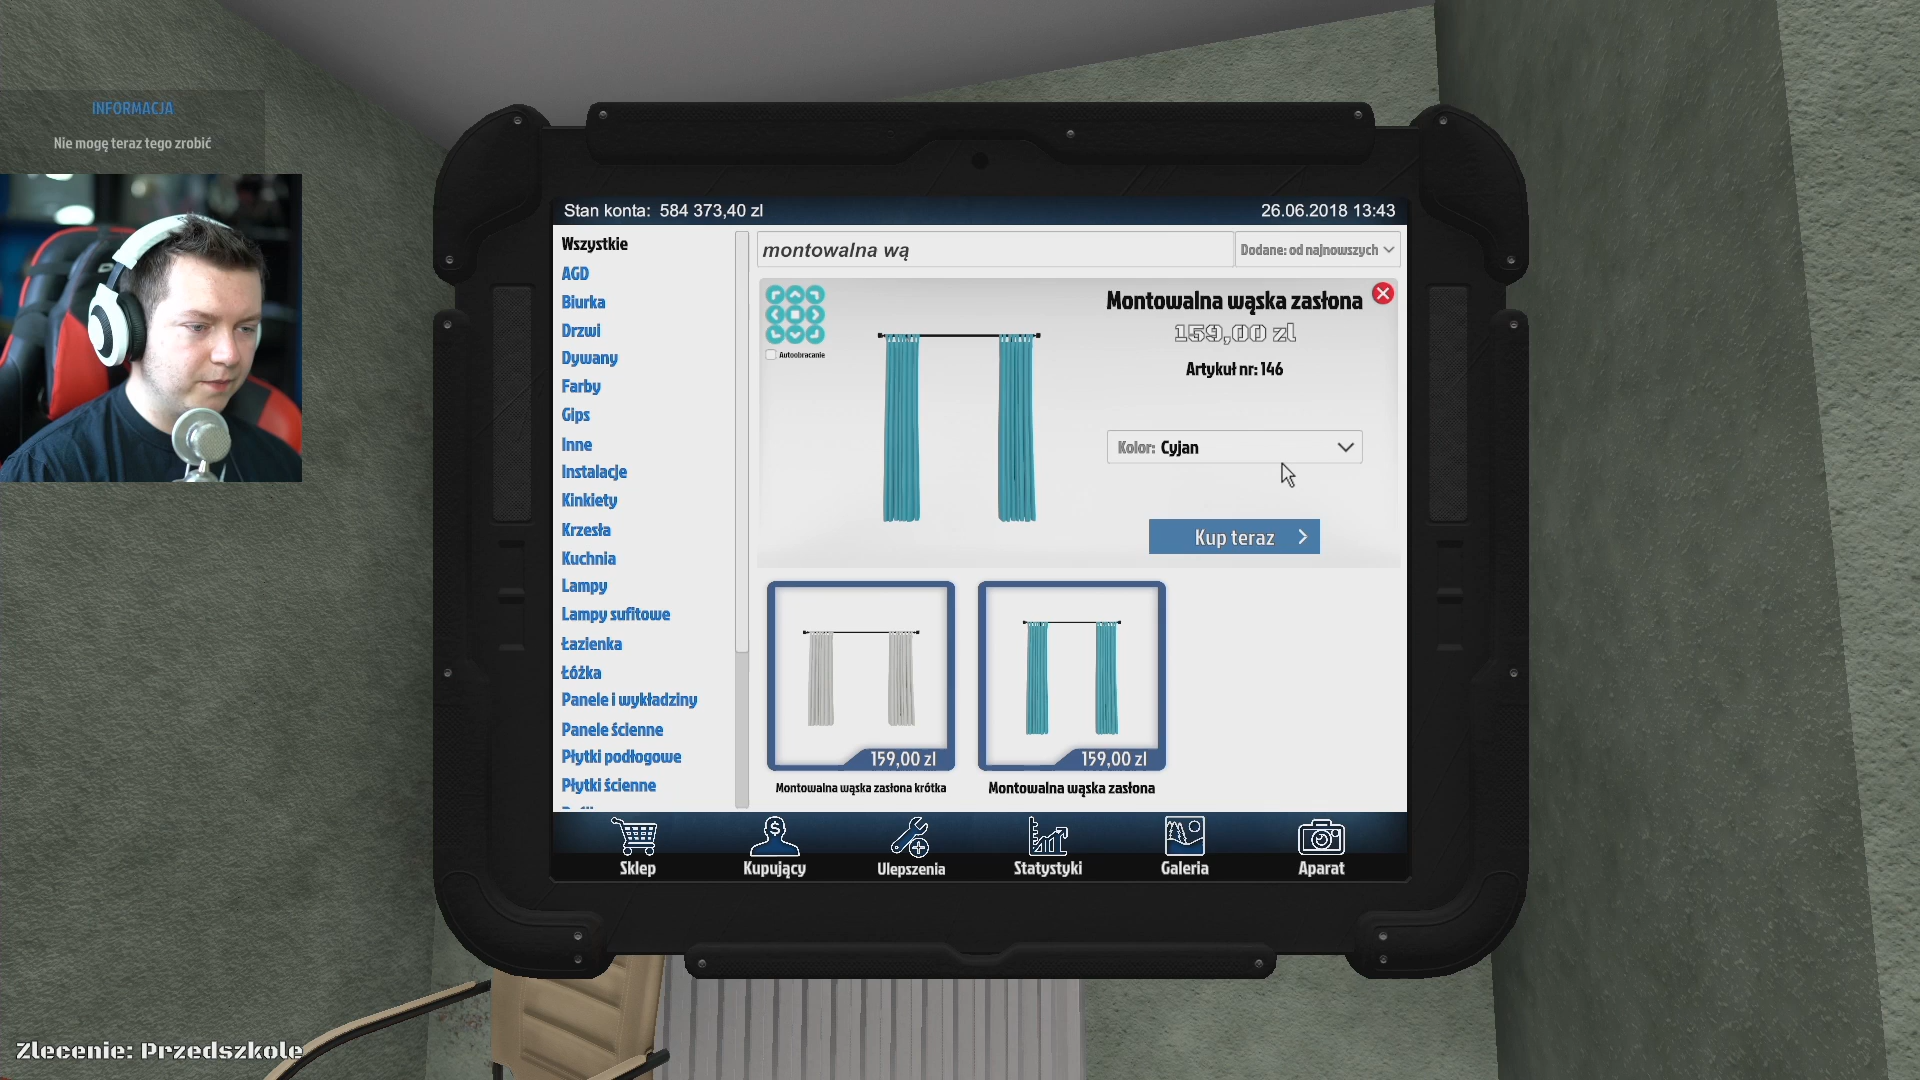 INFORMACJA
Nie mogę teraz tego zrobić
Stan konta: 584 373,40 zl
26.06.2018 13:43
Wszystkie
AGD
Biurka
Drzwi
Dywany
Farby
Gips
Inne
Instalacje
Kinkiety
Krzesła
Kuchnia
Lampy
Lampy sufitowe
Łazienka
Łóżka
Panele i wykładziny
Panele ścienne
Płytki podłogowe
Płytki ścienne
montowalna wą
Dodane: od najnowszych
Autoobracanie
Montowalna wąska zasłona
159,00 zl
Artykuł nr: 146
Kolor: Cyjan
Kup teraz
159,00 zl
Montowalna wąska zasłona krótka
159,00 zl
Montowalna wąska zasłona
Sklep
Kupujący
Ulepszenia
Statystyki
Galeria
Aparat
Zlecenie: Przedszkole